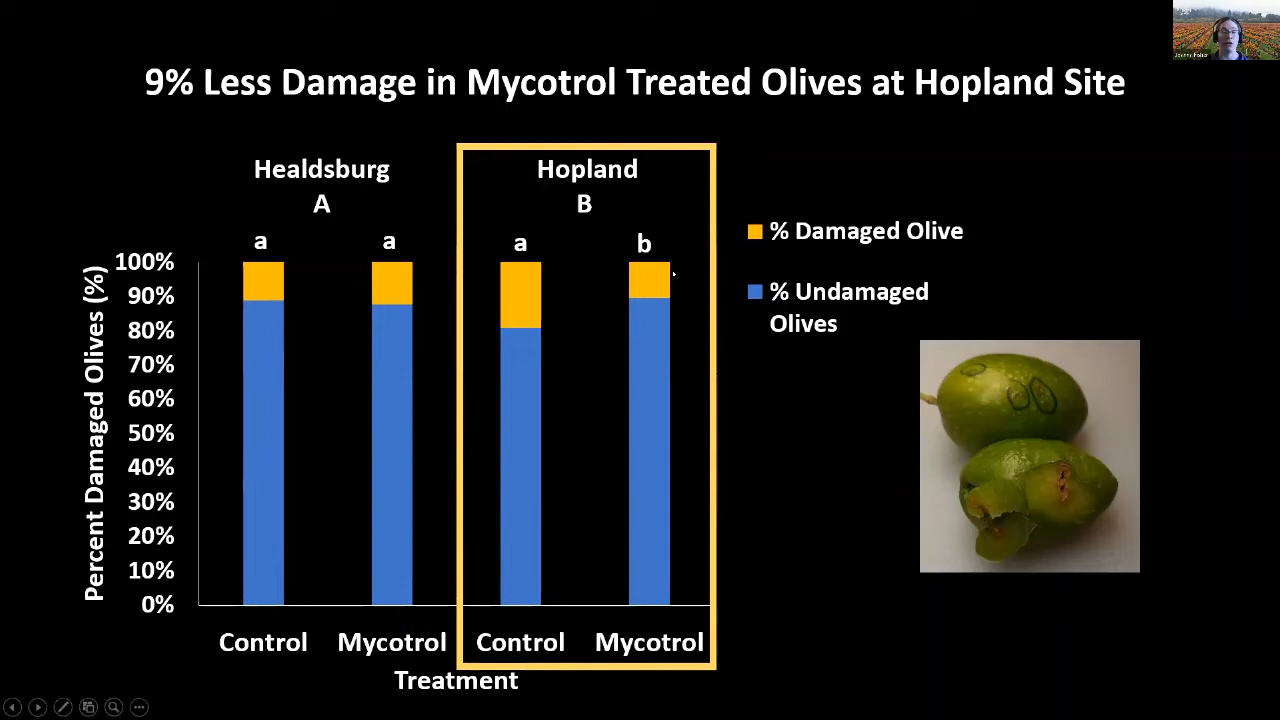 9% Less Damage in Mycotrol Treated Olives at Hopland Site
Healdsburg
A
Hopland
B
a
a
a
b
% Damaged Olive
% Undamaged
Olives
Percent Damaged Olives (%)
100%
90%
80%
70%
60%
50%
40%
30%
20%
10%
0%
Control
Mycotrol
Control
Mycotrol
Treatment